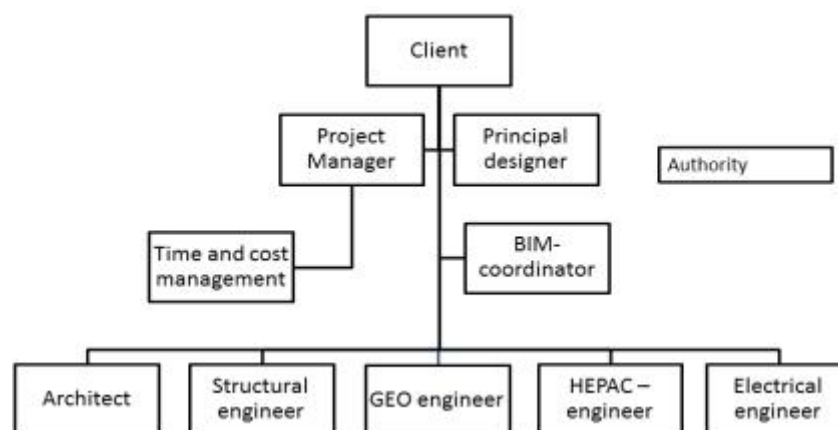 Client
Project
Manager
Principal
designer
Authority
Time and cost
management
BIM-
coordinator
Architect
Structural
engineer
GEO engineer
HEPAC –
engineer
Electrical
engineer